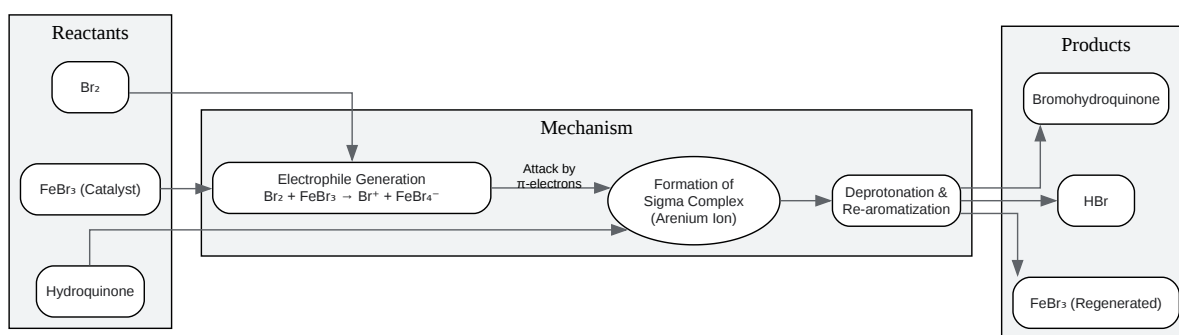 Reactants
Br₂
FeBr₃ (Catalyst)
Hydroquinone
Mechanism
Electrophile Generation
Br₂ + FeBr₃ → Br⁺ + FeBr₄⁻
Attack by
π-electrons
Formation of
Sigma Complex
(Arenium Ion)
Deprotonation &
Re-aromatization
Products
Bromohydroquinone
HBr
FeBr₃ (Regenerated)